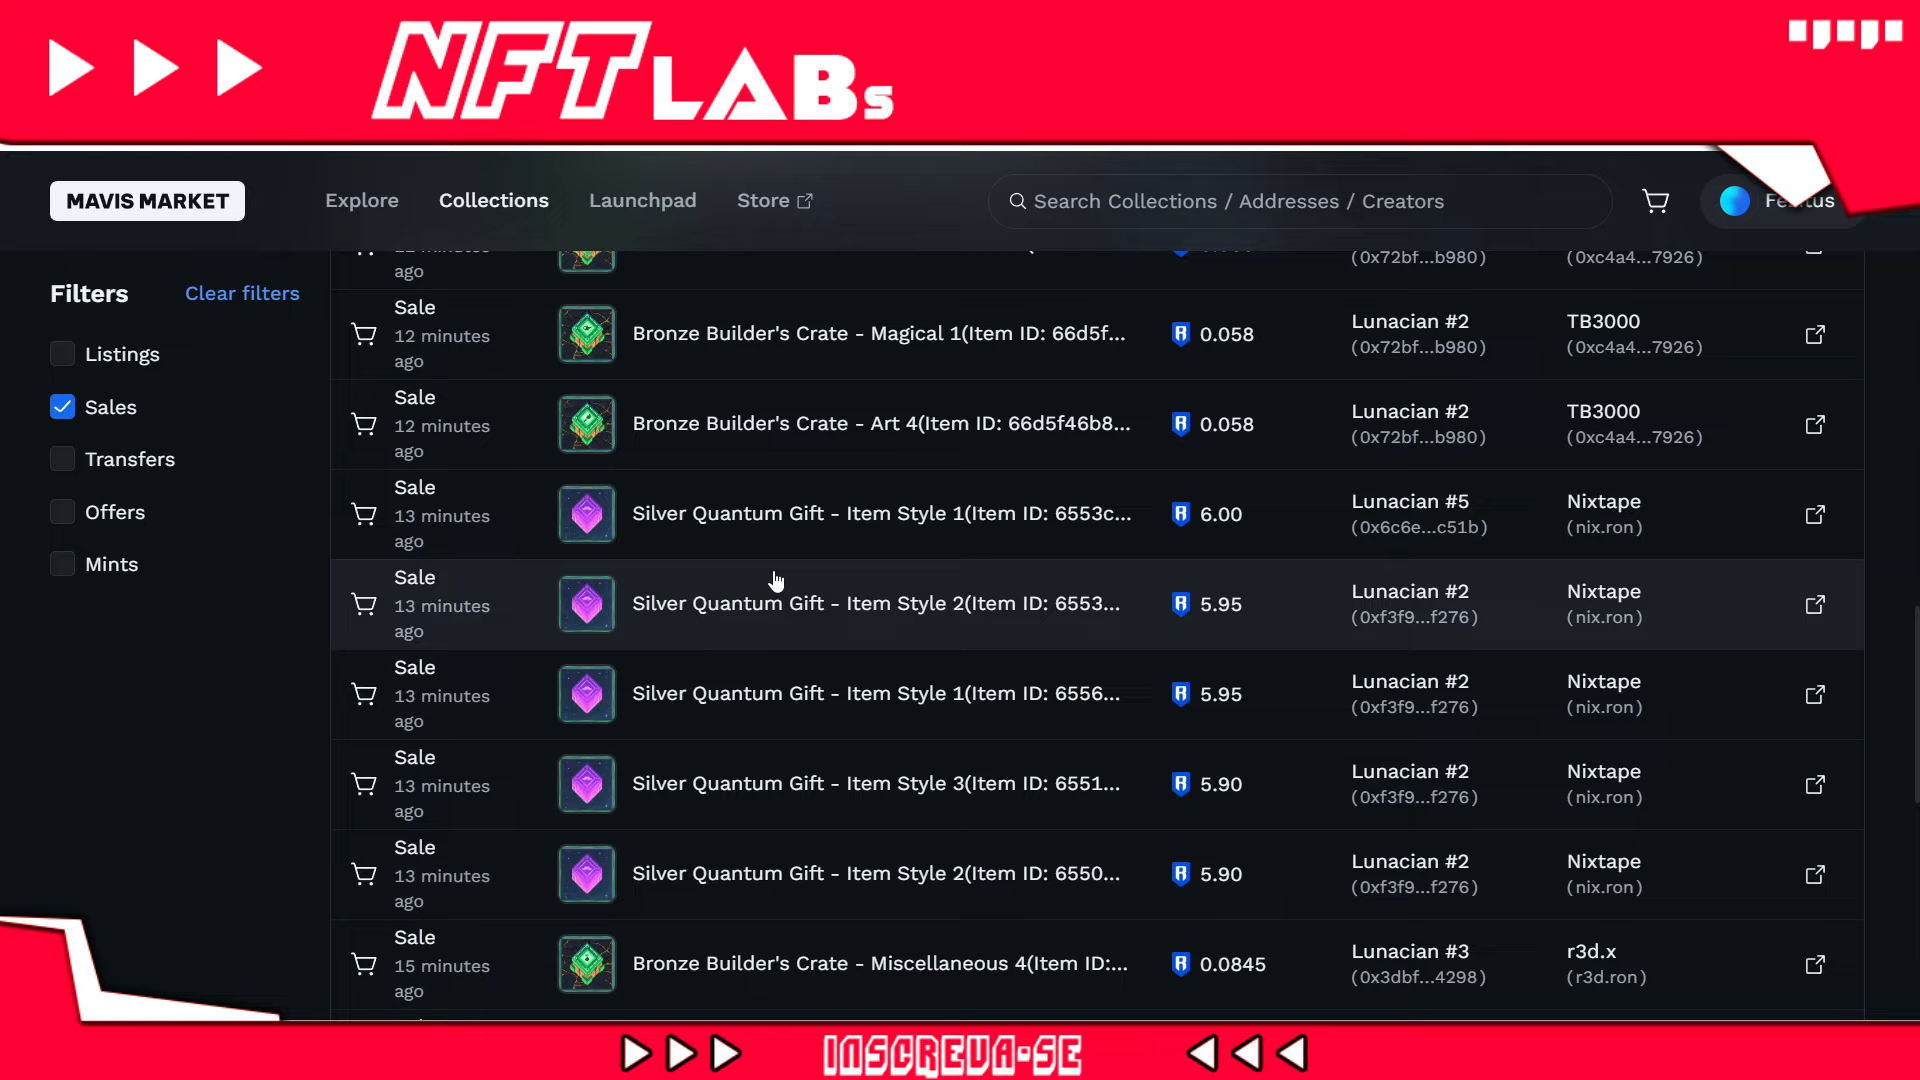 NFT LABs
MAVIS MARKET
Explore
Collections
Launchpad
Store
Search Collections / Addresses / Creators
Filters
Clear filters
Listings
Sales
Transfers
Offers
Mints
ago
(0x72bf...b980)
(0xc4a4...7926)
Sale
12 minutes
ago
Bronze Builder's Crate - Magical 1(Item ID: 66d5f...
0.058
Lunacian #2
(0x72bf...b980)
TB3000
(0xc4a4...7926)
Sale
12 minutes
ago
Bronze Builder's Crate - Art 4(Item ID: 66d5f46b8...
0.058
Lunacian #2
(0x72bf...b980)
TB3000
(0xc4a4...7926)
Sale
13 minutes
ago
Silver Quantum Gift - Item Style 1(Item ID: 6553c...
6.00
Lunacian #5
(0x6c6e...c51b)
Nixtape
(nix.ron)
Sale
13 minutes
ago
Silver Quantum Gift - Item Style 2(Item ID: 6553...
5.95
Lunacian #2
(0xf3f9...f276)
Nixtape
(nix.ron)
Sale
13 minutes
ago
Silver Quantum Gift - Item Style 1(Item ID: 6556...
5.95
Lunacian #2
(0xf3f9...f276)
Nixtape
(nix.ron)
Sale
13 minutes
ago
Silver Quantum Gift - Item Style 3(Item ID: 6551...
5.90
Lunacian #2
(0xf3f9...f276)
Nixtape
(nix.ron)
Sale
13 minutes
ago
Silver Quantum Gift - Item Style 2(Item ID: 6550...
5.90
Lunacian #2
(0xf3f9...f276)
Nixtape
(nix.ron)
Sale
15 minutes
ago
Bronze Builder's Crate - Miscellaneous 4(Item ID:...
0.0845
Lunacian #3
(0x3dbf...4298)
r3d.x
(r3d.ron)
INSCREVA-SE